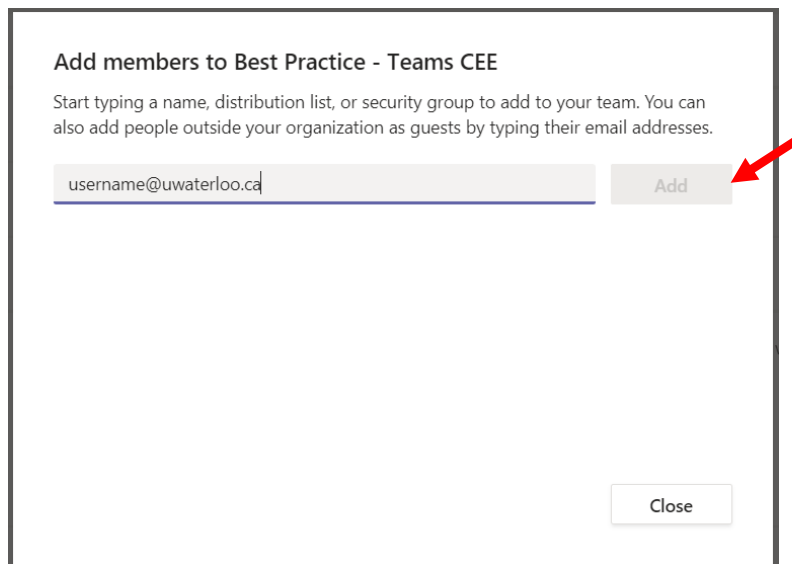 Add members to Best Practice - Teams CEE
Start typing a name, distribution list, or security group to add to your team. You can
also add people outside your organization as guests by typing their email addresses.
username@uwaterloo.ca
Add
Close